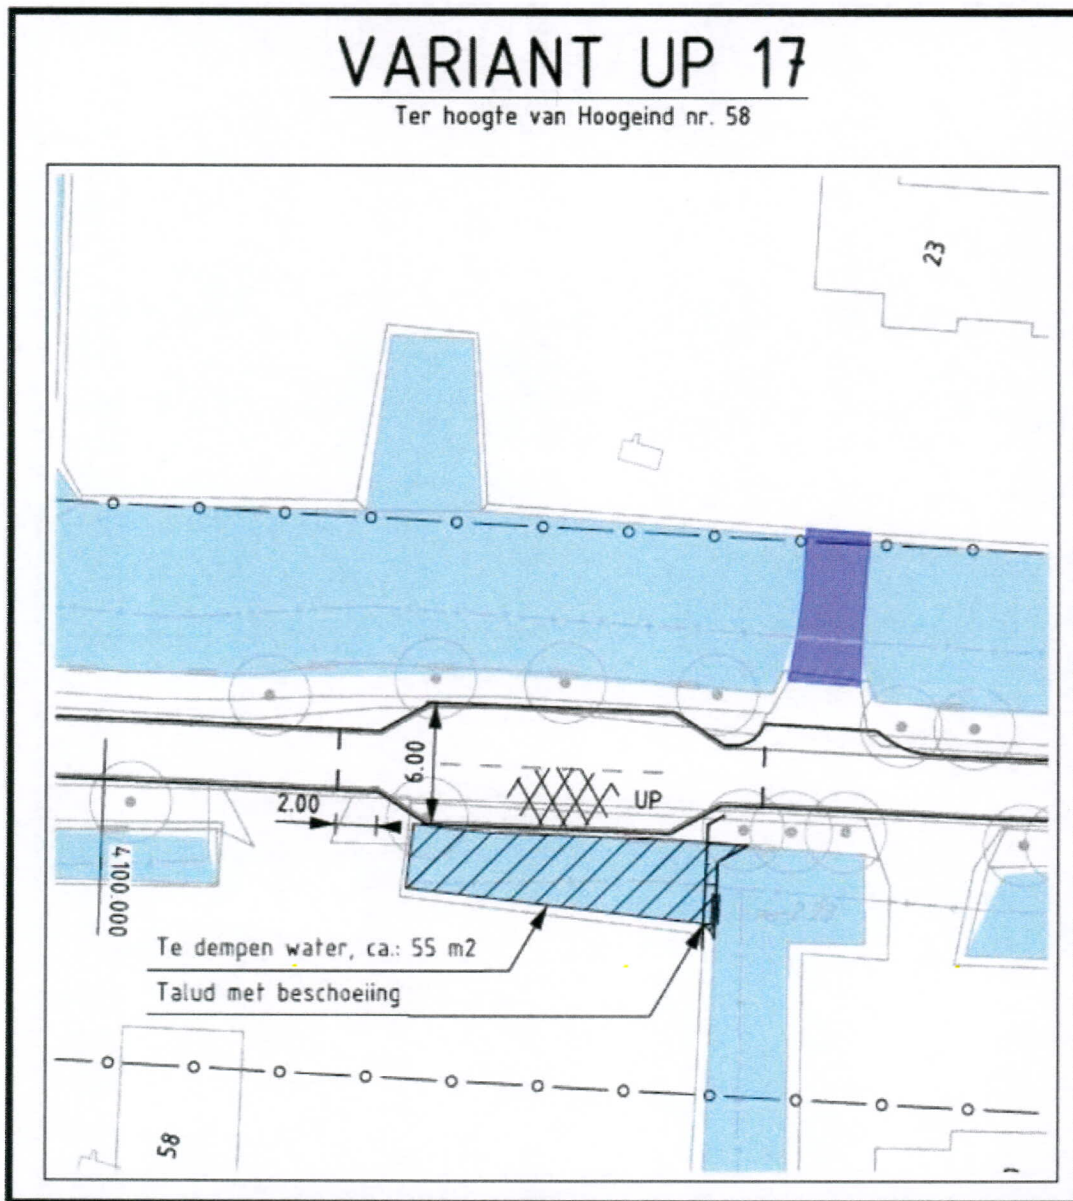 VARIANT UP 17
Ter hoogte van Hoogeind nr. 58
23
6.00
UP
2.00
4.100.000
Te dempen water, ca.: 55 m2
Talud met beschoeiing
58